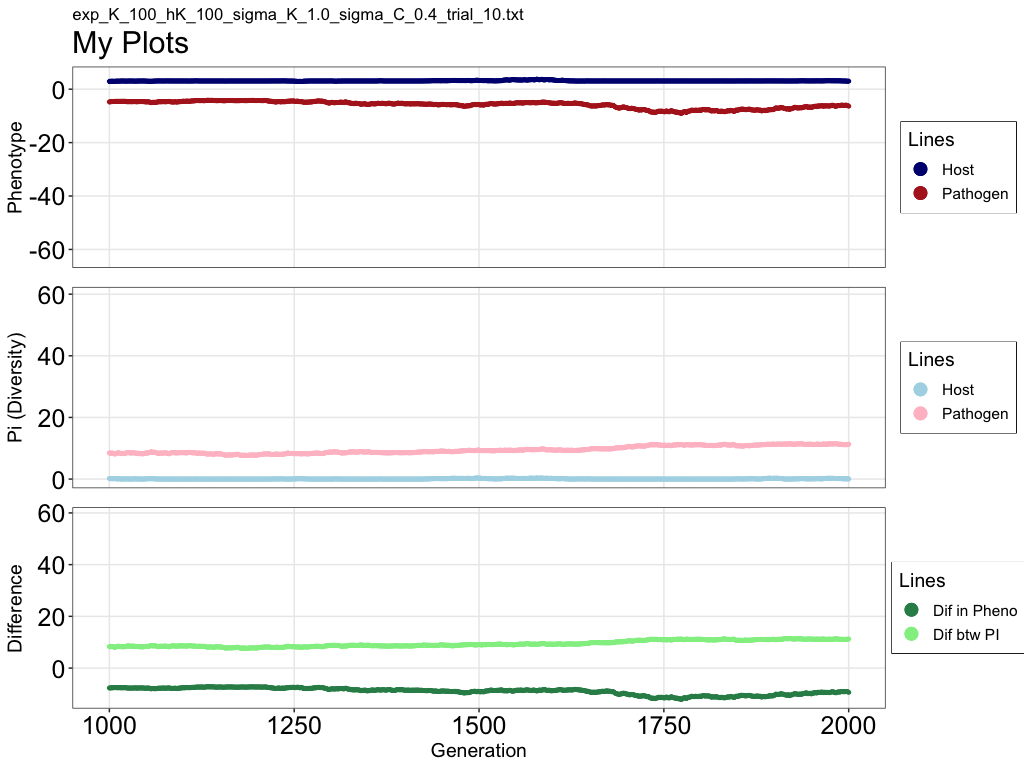 exp_K_100_hK_100_sigma_K_1.0_sigma_C_0.4_trial_10.txt
My Plots
Phenotype
0
-20
-40
-60
Lines
Host
Pathogen
Pi (Diversity)
60
40
20
0
Lines
Host
Pathogen
Difference
60
40
20
0
Lines
Dif in Pheno
Dif btw PI
1000 1250 1500 1750 2000
Generation